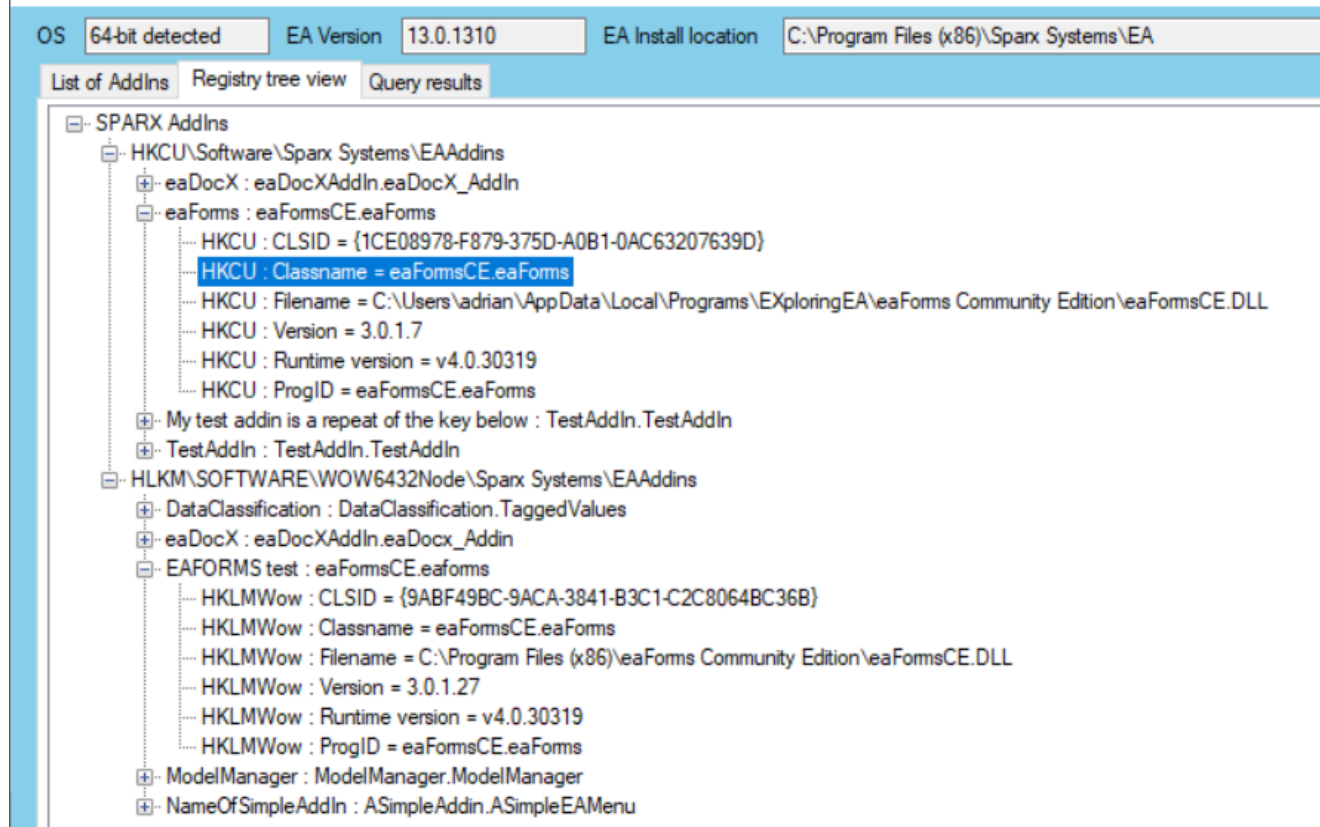 OS 64-bit detected EA Version 13.0.1310 EA Install location C:\Program Files (x86)\Sparx Systems\EA
List of AddIns Registry tree view Query results
SPARX AddIns
HKCU\Software\Sparx Systems\EAAddins
eaDocX : eaDocXAddIn.eaDocX_AddIn
eaForms : eaFormsCE.eaForms
HKCU : CLSID = {1CE08978-F879-375D-A0B1-0AC63207639D}
HKCU : Classname = eaFormsCE.eaForms
HKCU : Filename = C:\Users\adrian\AppData\Local\Programs\EXploringEA\eaForms Community Edition\eaFormsCE.DLL
HKCU : Version = 3.0.1.7
HKCU : Runtime version = v4.0.30319
HKCU : ProgID = eaFormsCE.eaForms
My test addin is a repeat of the key below : TestAddIn.TestAddIn
TestAddIn : TestAddIn.TestAddIn
HLKM\SOFTWARE\WOW6432Node\Sparx Systems\EAAddins
DataClassification : DataClassification.TaggedValues
eaDocX : eaDocXAddIn.eaDocx_Addin
EAFORMS test : eaFormsCE.eaforms
HKLMWow : CLSID = {9ABF49BC-9ACA-3841-B3C1-C2C8064BC36B}
HKLMWow : Classname = eaFormsCE.eaForms
HKLMWow : Filename = C:\Program Files (x86)\eaForms Community Edition\eaFormsCE.DLL
HKLMWow : Version = 3.0.1.27
HKLMWow : Runtime version = v4.0.30319
HKLMWow : ProgID = eaFormsCE.eaForms
ModelManager : ModelManager.ModelManager
NameOfSimpleAddIn : ASimpleAddin.ASimpleEAMenu